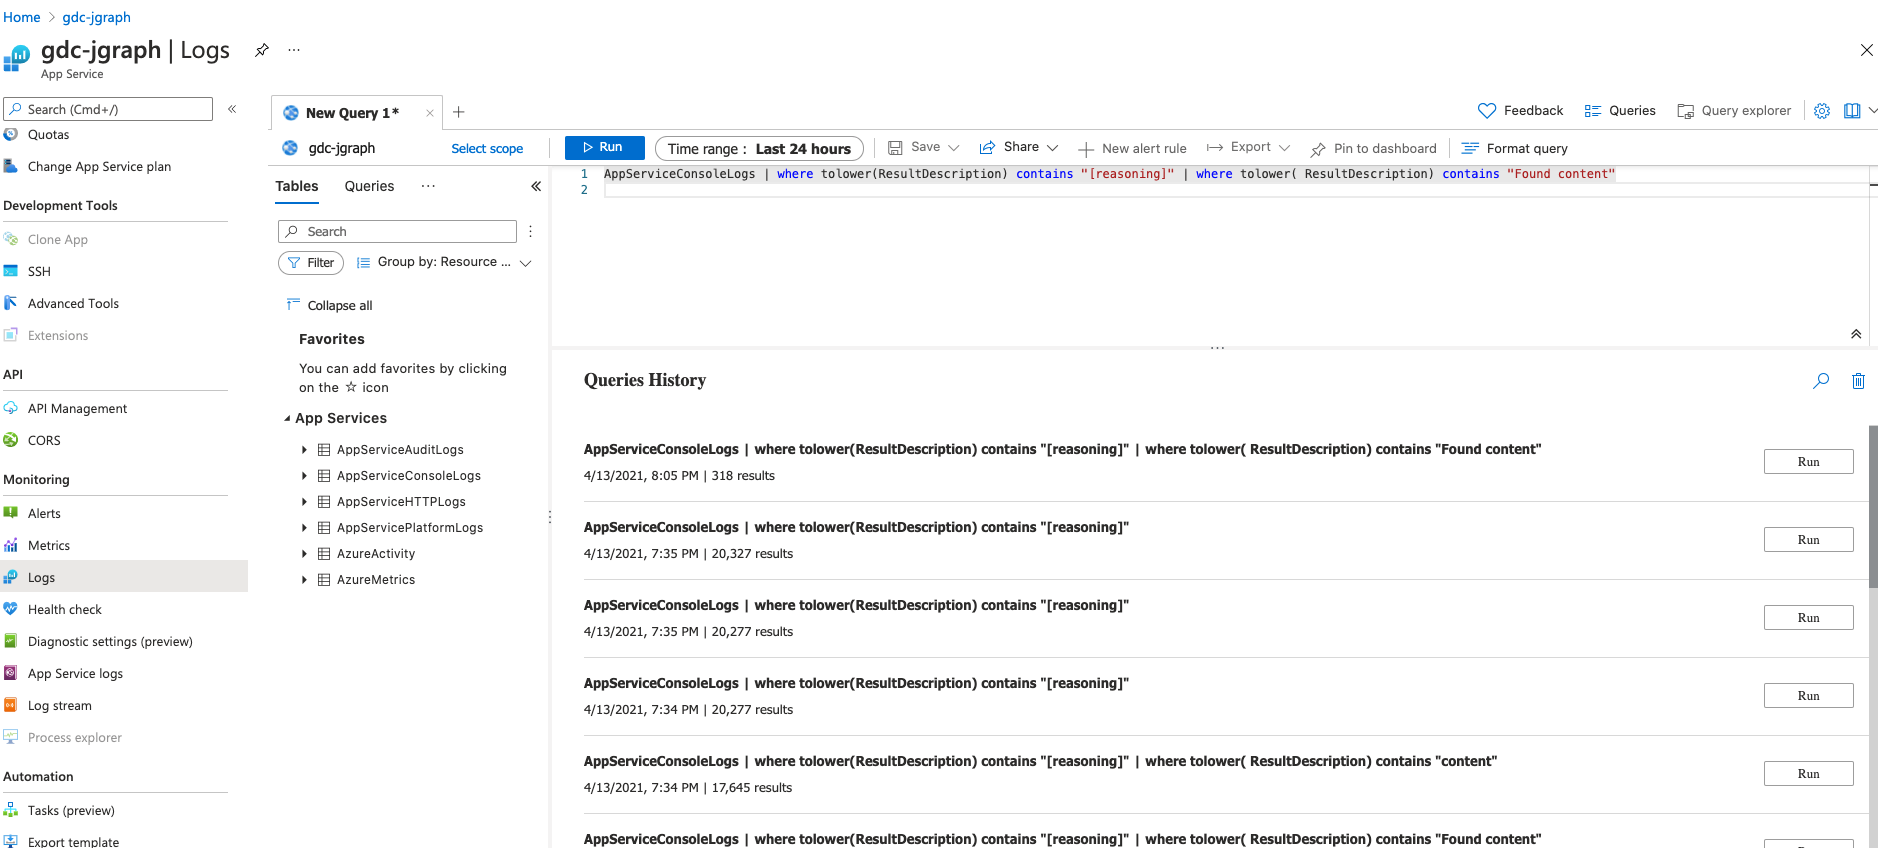 Home > gdc-jgraph
gdc-jgraph | Logs ...
App Service
Search (Cmd+/) «
Quotas
Change App Service plan
Development Tools
Clone App
SSH
Advanced Tools
Extensions
API
API Management
CORS
Monitoring
Alerts
Metrics
Logs
Health check
Diagnostic settings (preview)
App Service logs
Log stream
Process explorer
Automation
Tasks (preview)
Export template
New Query 1*
Feedback Queries Query explorer
gdc-jgraph Select scope
Run Time range : Last 24 hours Save Share New alert rule Export Pin to dashboard Format query
Tables Queries ... «
Search
Filter Group by: Resource ...
Collapse all
Favorites
You can add favorites by clicking
on the ☆ icon
App Services
AppServiceAuditLogs
AppServiceConsoleLogs
AppServiceHTTPLogs
AppServicePlatformLogs
AzureActivity
AzureMetrics
1 AppServiceConsoleLogs | where tolower(ResultDescription) contains "[reasoning]" | where tolower( ResultDescription) contains "Found content"
2
Queries History
AppServiceConsoleLogs | where tolower(ResultDescription) contains "[reasoning]" | where tolower( ResultDescription) contains "Found content"
4/13/2021, 8:05 PM | 318 results
Run
AppServiceConsoleLogs | where tolower(ResultDescription) contains "[reasoning]"
4/13/2021, 7:35 PM | 20,327 results
Run
AppServiceConsoleLogs | where tolower(ResultDescription) contains "[reasoning]"
4/13/2021, 7:35 PM | 20,277 results
Run
AppServiceConsoleLogs | where tolower(ResultDescription) contains "[reasoning]"
4/13/2021, 7:34 PM | 20,277 results
Run
AppServiceConsoleLogs | where tolower(ResultDescription) contains "[reasoning]" | where tolower( ResultDescription) contains "content"
4/13/2021, 7:34 PM | 17,645 results
Run
AppServiceConsoleLogs | where tolower(ResultDescription) contains "[reasoning]" | where tolower( ResultDescription) contains "Found content"